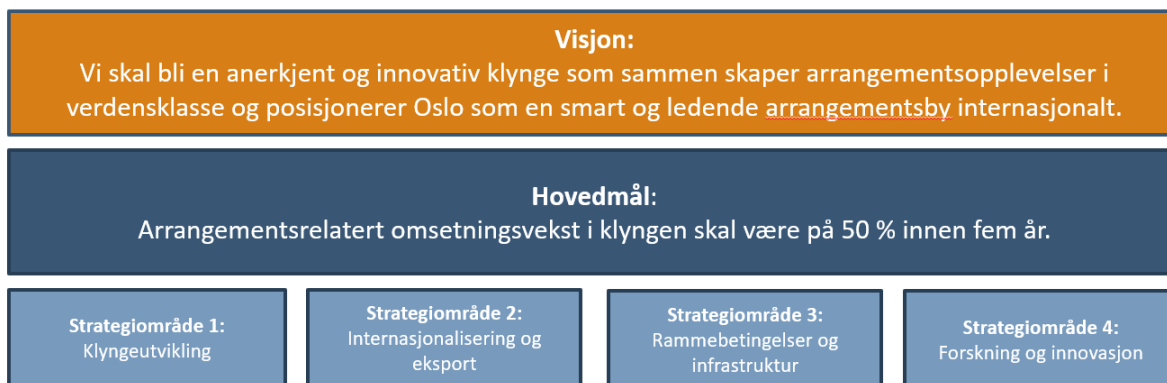 Visjon:
Vi skal bli en anerkjent og innovativ klynge som sammen skaper arrangementsopplevelser i
verdensklasse og posisjonerer Oslo som en smart og ledende arrangementsby internasjonalt.
Hovedmål:
Arrangementsrelatert omsetningsvekst i klyngen skal være på 50 % innen fem år.
Strategiområde 1:
Klyngeutvikling
Strategiområde 2:
Internasjonalisering og
eksport
Strategiområde 3:
Rammebetingelser og
infrastruktur
Strategiområde 4:
Forskning og innovasjon